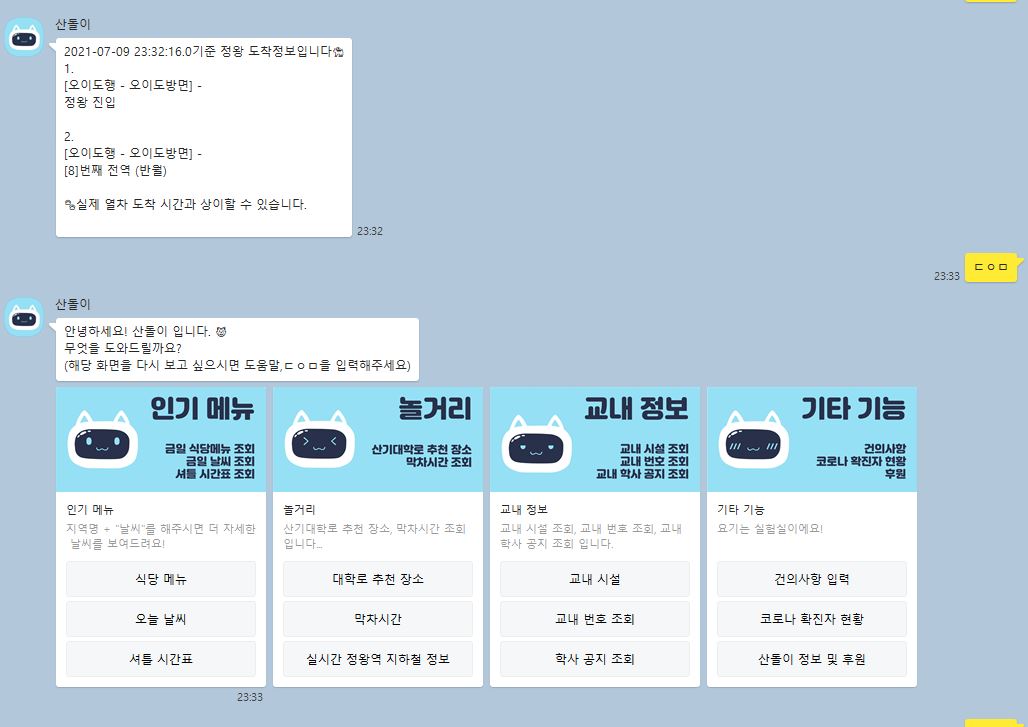 산돌이
2021-07-09 23:32:16.0기준 정왕 도착정보입니다
1.
[오이도행 - 오이도방면] -
정왕 진입
2.
[오이도행 - 오이도방면] -
[8]번째 전역 (반월)
실제 열차 도착 시간과 상이할 수 있습니다.
23:32
23:33
ㄷㅇㅁ
산돌이
안녕하세요! 산돌이 입니다.
무엇을 도와드릴까요?
(해당 화면을 다시 보고 싶으시면 도움말,ㄷㅇㅁ을 입력해주세요)
인기 메뉴
금일 식당메뉴 조회
금일 날씨 조회
셔틀 시간표 조회
인기 메뉴
지역명 + "날씨"를 해주시면 더 자세한
날씨를 보여드려요!
식당 메뉴
오늘 날씨
셔틀 시간표
놀거리
산기대학로 추천 장소
막차시간 조회
놀거리
산기대학로 추천 장소, 막차시간 조회
입니다...
대학로 추천 장소
막차시간
실시간 정왕역 지하철 정보
교내 정보
교내 시설 조회
교내 번호 조회
교내 학사 공지 조회
교내 정보
교내 시설 조회, 교내 번호 조회, 교내
학사 공지 조회 입니다.
교내 시설
교내 번호 조회
학사 공지 조회
기타 기능
건의사항
코로나 확진자 현황
후원
기타 기능
요기는 실험실이에요!
건의사항 입력
코로나 확진자 현황
산돌이 정보 및 후원
23:33